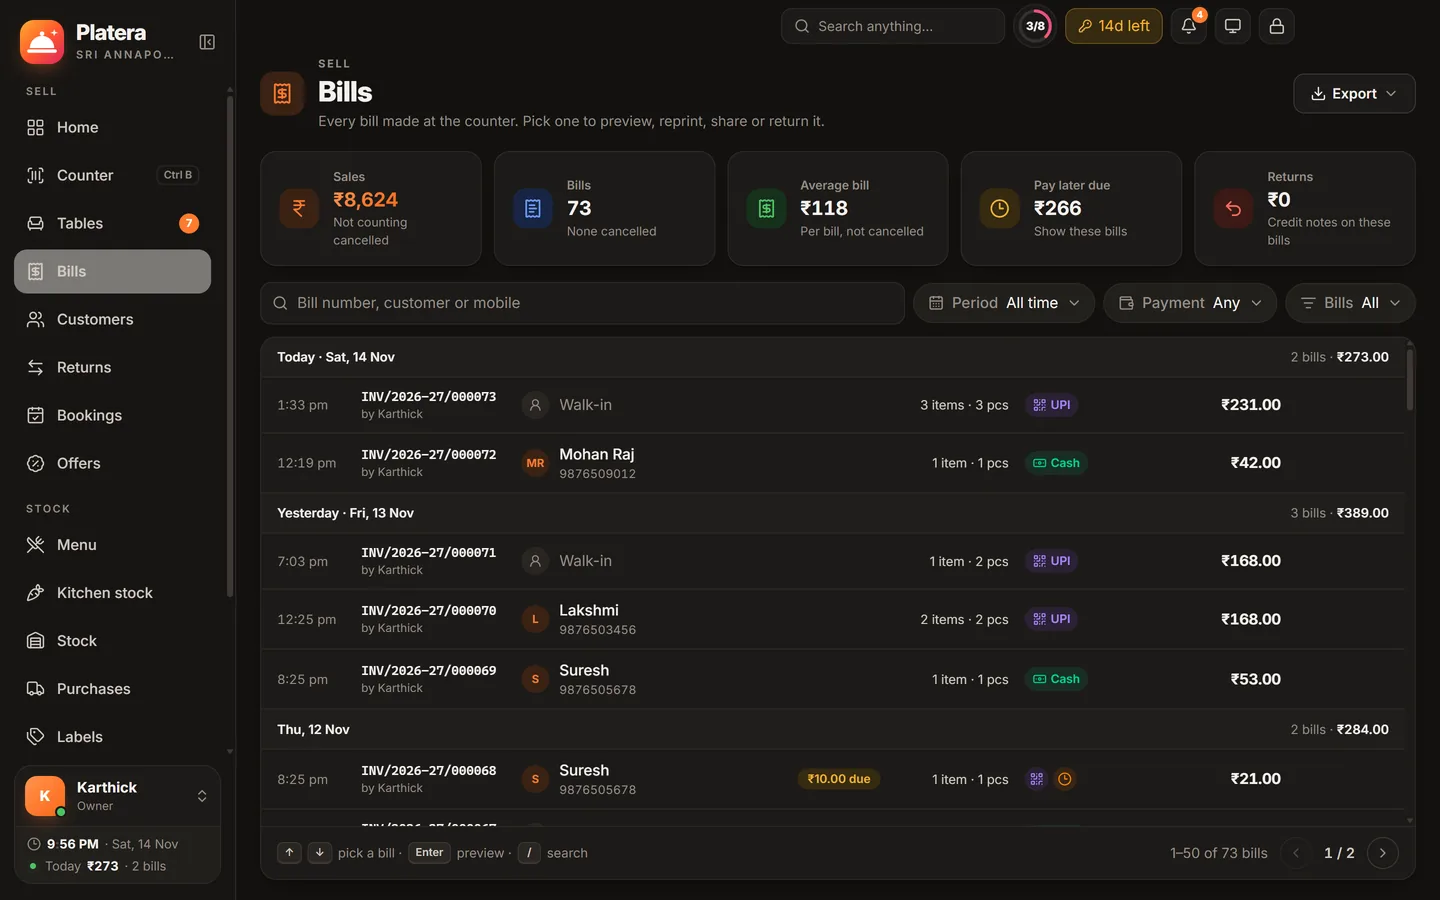 Platera
SRI ANNAPO...
Search anything...
3/8
14d left
4
SELL
Home
Counter
Ctrl B
Tables
7
Bills
Customers
Returns
Bookings
Offers
STOCK
Menu
Kitchen stock
Stock
Purchases
Labels
K
Karthick
Owner
9:56 PM · Sat, 14 Nov
Today ₹273 · 2 bills
SELL
Bills
Every bill made at the counter. Pick one to preview, reprint, share or return it.
Export
Sales
₹8,624
Not counting
cancelled
Bills
73
None cancelled
Average bill
₹118
Per bill, not cancelled
Pay later due
₹266
Show these bills
Returns
₹0
Credit notes on these
bills
Bill number, customer or mobile
Period All time
Payment Any
Bills All
Today · Sat, 14 Nov
2 bills · ₹273.00
1:33 pm
INV/2026-27/000073
by Karthick
Walk-in
3 items · 3 pcs
UPI
₹231.00
12:19 pm
INV/2026-27/000072
by Karthick
MR
Mohan Raj
9876509012
1 item · 1 pcs
Cash
₹42.00
Yesterday · Fri, 13 Nov
3 bills · ₹389.00
7:03 pm
INV/2026-27/000071
by Karthick
Walk-in
1 item · 2 pcs
UPI
₹168.00
12:25 pm
INV/2026-27/000070
by Karthick
L
Lakshmi
9876503456
2 items · 2 pcs
UPI
₹168.00
8:25 pm
INV/2026-27/000069
by Karthick
S
Suresh
9876505678
1 item · 1 pcs
Cash
₹53.00
Thu, 12 Nov
2 bills · ₹284.00
8:25 pm
INV/2026-27/000068
by Karthick
S
Suresh
9876505678
₹10.00 due
1 item · 1 pcs
₹21.00
↑ ↓ pick a bill · Enter preview · / search
1–50 of 73 bills
1 / 2